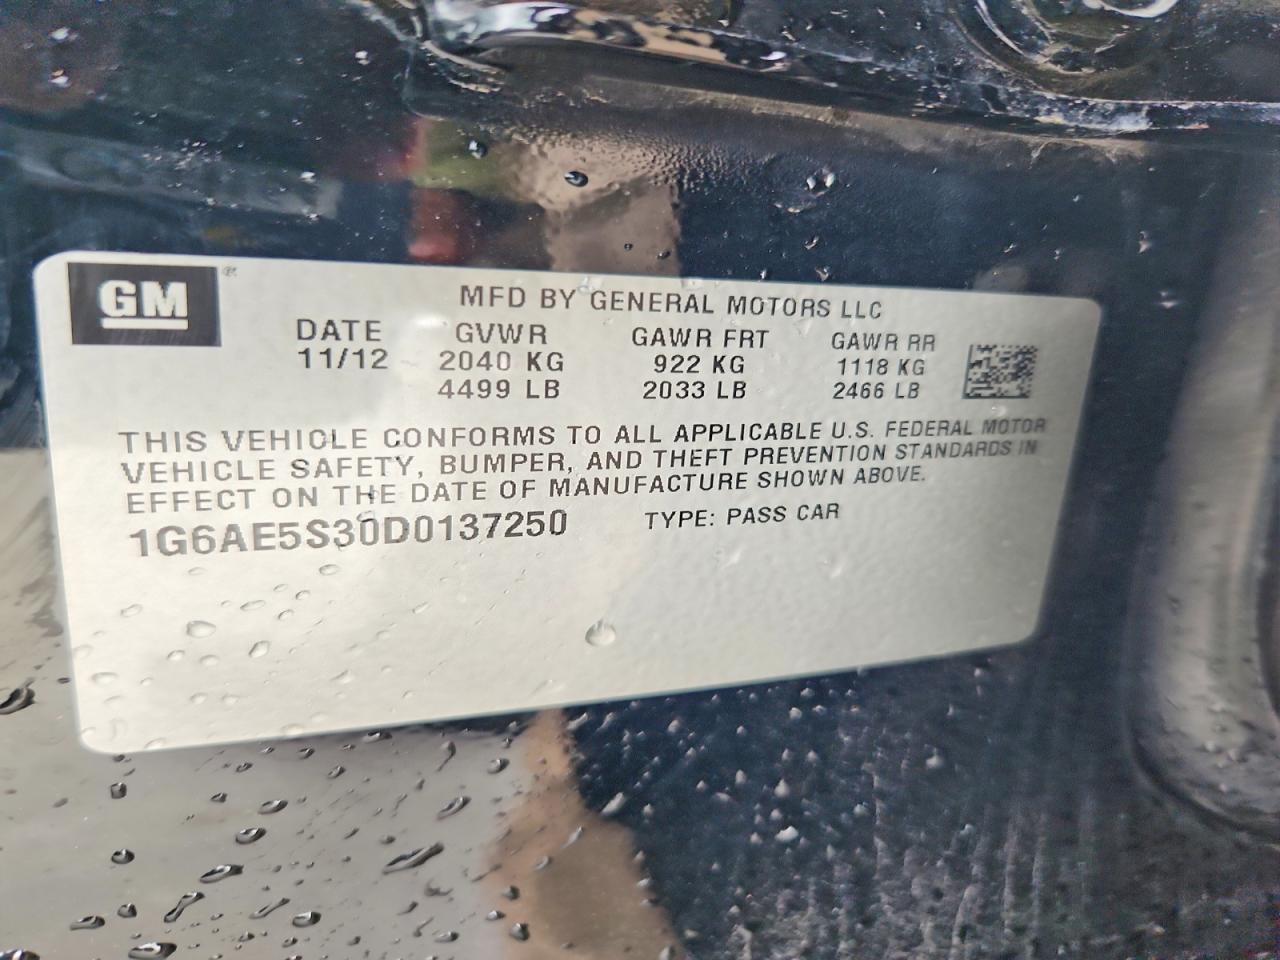 GM®
MFD BY GENERAL MOTORS LLC
DATE GVWR GAWR FRT GAWR RR
11/12 2040 KG 922 KG 1118 KG
4499 LB 2033 LB 2466 LB
THIS VEHICLE CONFORMS TO ALL APPLICABLE U.S. FEDERAL MOTOR
VEHICLE SAFETY, BUMPER, AND THEFT PREVENTION STANDARDS IN
EFFECT ON THE DATE OF MANUFACTURE SHOWN ABOVE.
1G6AE5S30D0137250 TYPE: PASS CAR